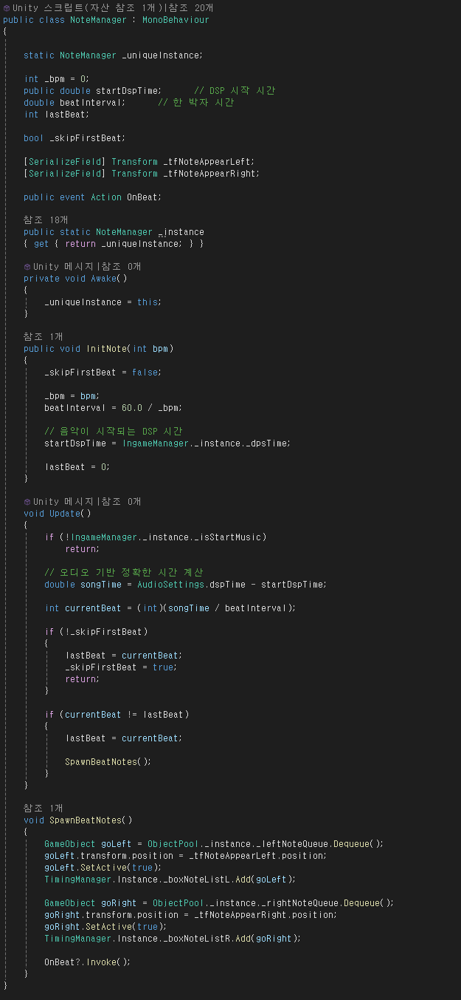 Unity 스크립트(자산 참조 1개)|참조 20개
public class NoteManager : MonoBehaviour
{
static NoteManager _uniqueInstance;
int _bpm = 0;
public double startDspTime; // DSP 시작 시간
double beatInterval; // 한 박자 시간
int lastBeat;
bool _skipFirstBeat;
[SerializeField] Transform _tfNoteAppearLeft;
[SerializeField] Transform _tfNoteAppearRight;
public event Action OnBeat;
참조 18개
public static NoteManager _instance
{ get { return _uniqueInstance; } }
Unity 메시지|참조 0개
private void Awake()
{
_uniqueInstance = this;
}
참조 1개
public void InitNote(int bpm)
{
_skipFirstBeat = false;
_bpm = bpm;
beatInterval = 60.0 / _bpm;
// 음악이 시작되는 DSP 시간
startDspTime = IngameManager._instance._dpsTime;
lastBeat = 0;
}
Unity 메시지|참조 0개
void Update()
{
if (!IngameManager._instance._isStartMusic)
return;
// 오디오 기반 정확한 시간 계산
double songTime = AudioSettings.dspTime - startDspTime;
int currentBeat = (int)(songTime / beatInterval);
if (!_skipFirstBeat)
{
lastBeat = currentBeat;
_skipFirstBeat = true;
return;
}
if (currentBeat != lastBeat)
{
lastBeat = currentBeat;
SpawnBeatNotes();
}
}
참조 1개
void SpawnBeatNotes()
{
GameObject goLeft = ObjectPool._instance._leftNoteQueue.Dequeue();
goLeft.transform.position = _tfNoteAppearLeft.position;
goLeft.SetActive(true);
TimingManager.Instance._boxNoteListL.Add(goLeft);
GameObject goRight = ObjectPool._instance._rightNoteQueue.Dequeue();
goRight.transform.position = _tfNoteAppearRight.position;
goRight.SetActive(true);
TimingManager.Instance._boxNoteListR.Add(goRight);
OnBeat?.Invoke();
}
}